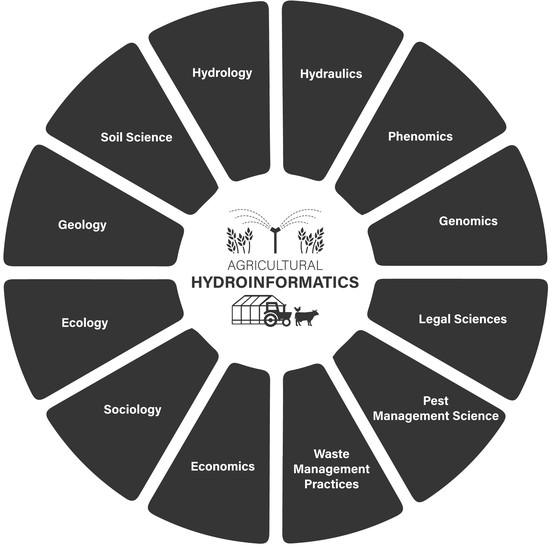 Hydrology
Hydraulics
Soil Science
Phenomics
Geology
Genomics
AGRICULTURAL
HYDROINFORMATICS
Ecology
Legal Sciences
Sociology
Pest
Management Science
Economics
Waste
Management
Practices